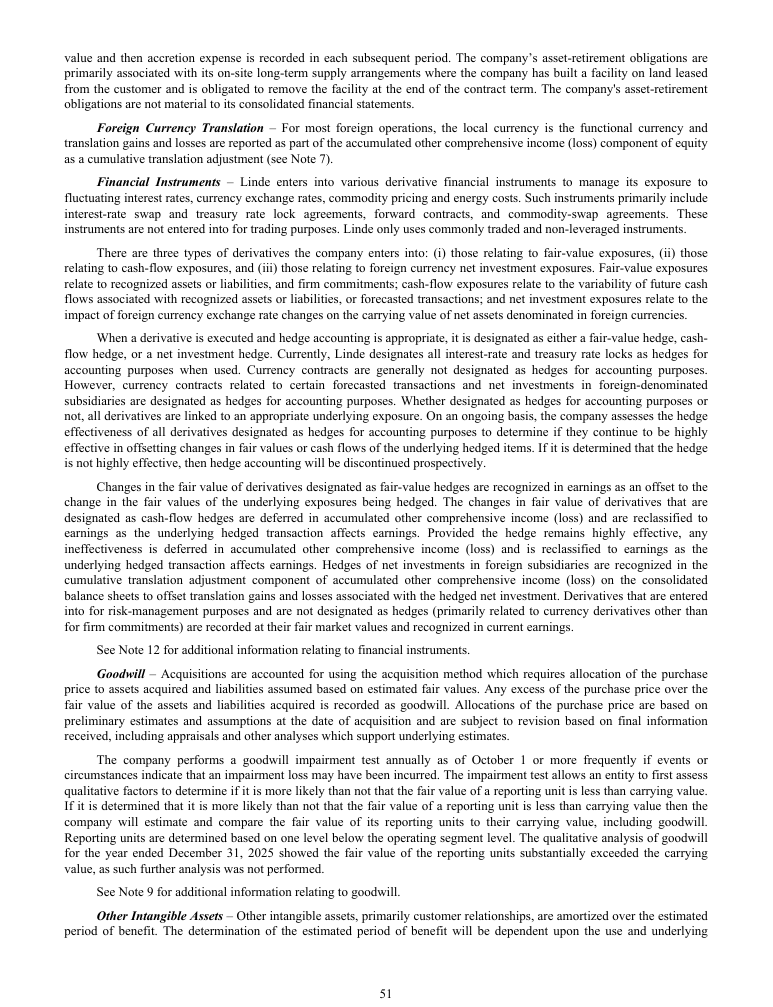 value and then accretion expense is recorded in each subsequent period. The company’s asset-retirement obligations are
primarily associated with its on-site long-term supply arrangements where the company has built a facility on land leased
from the customer and is obligated to remove the facility at the end of the contract term. The company's asset-retirement
obligations are not material to its consolidated financial statements.
Foreign Currency Translation – For most foreign operations, the local currency is the functional currency and
translation gains and losses are reported as part of the accumulated other comprehensive income (loss) component of equity
as a cumulative translation adjustment (see Note 7).
Financial Instruments – Linde enters into various derivative financial instruments to manage its exposure to
fluctuating interest rates, currency exchange rates, commodity pricing and energy costs. Such instruments primarily include
interest-rate swap and treasury rate lock agreements, forward contracts, and commodity-swap agreements. These
instruments are not entered into for trading purposes. Linde only uses commonly traded and non-leveraged instruments.
There are three types of derivatives the company enters into: (i) those relating to fair-value exposures, (ii) those
relating to cash-flow exposures, and (iii) those relating to foreign currency net investment exposures. Fair-value exposures
relate to recognized assets or liabilities, and firm commitments; cash-flow exposures relate to the variability of future cash
flows associated with recognized assets or liabilities, or forecasted transactions; and net investment exposures relate to the
impact of foreign currency exchange rate changes on the carrying value of net assets denominated in foreign currencies.
When a derivative is executed and hedge accounting is appropriate, it is designated as either a fair-value hedge, cash-
flow hedge, or a net investment hedge. Currently, Linde designates all interest-rate and treasury rate locks as hedges for
accounting purposes when used. Currency contracts are generally not designated as hedges for accounting purposes.
However, currency contracts related to certain forecasted transactions and net investments in foreign-denominated
subsidiaries are designated as hedges for accounting purposes. Whether designated as hedges for accounting purposes or
not, all derivatives are linked to an appropriate underlying exposure. On an ongoing basis, the company assesses the hedge
effectiveness of all derivatives designated as hedges for accounting purposes to determine if they continue to be highly
effective in offsetting changes in fair values or cash flows of the underlying hedged items. If it is determined that the hedge
is not highly effective, then hedge accounting will be discontinued prospectively.
Changes in the fair value of derivatives designated as fair-value hedges are recognized in earnings as an offset to the
change in the fair values of the underlying exposures being hedged. The changes in fair value of derivatives that are
designated as cash-flow hedges are deferred in accumulated other comprehensive income (loss) and are reclassified to
earnings as the underlying hedged transaction affects earnings. Provided the hedge remains highly effective, any
ineffectiveness is deferred in accumulated other comprehensive income (loss) and is reclassified to earnings as the
underlying hedged transaction affects earnings. Hedges of net investments in foreign subsidiaries are recognized in the
cumulative translation adjustment component of accumulated other comprehensive income (loss) on the consolidated
balance sheets to offset translation gains and losses associated with the hedged net investment. Derivatives that are entered
into for risk-management purposes and are not designated as hedges (primarily related to currency derivatives other than
for firm commitments) are recorded at their fair market values and recognized in current earnings.
See Note 12 for additional information relating to financial instruments.
Goodwill – Acquisitions are accounted for using the acquisition method which requires allocation of the purchase
price to assets acquired and liabilities assumed based on estimated fair values. Any excess of the purchase price over the
fair value of the assets and liabilities acquired is recorded as goodwill. Allocations of the purchase price are based on
preliminary estimates and assumptions at the date of acquisition and are subject to revision based on final information
received, including appraisals and other analyses which support underlying estimates.
The company performs a goodwill impairment test annually as of October 1 or more frequently if events or
circumstances indicate that an impairment loss may have been incurred. The impairment test allows an entity to first assess
qualitative factors to determine if it is more likely than not that the fair value of a reporting unit is less than carrying value.
If it is determined that it is more likely than not that the fair value of a reporting unit is less than carrying value then the
company will estimate and compare the fair value of its reporting units to their carrying value, including goodwill.
Reporting units are determined based on one level below the operating segment level. The qualitative analysis of goodwill
for the year ended December 31, 2025 showed the fair value of the reporting units substantially exceeded the carrying
value, as such further analysis was not performed.
See Note 9 for additional information relating to goodwill.
Other Intangible Assets – Other intangible assets, primarily customer relationships, are amortized over the estimated
period of benefit. The determination of the estimated period of benefit will be dependent upon the use and underlying
51